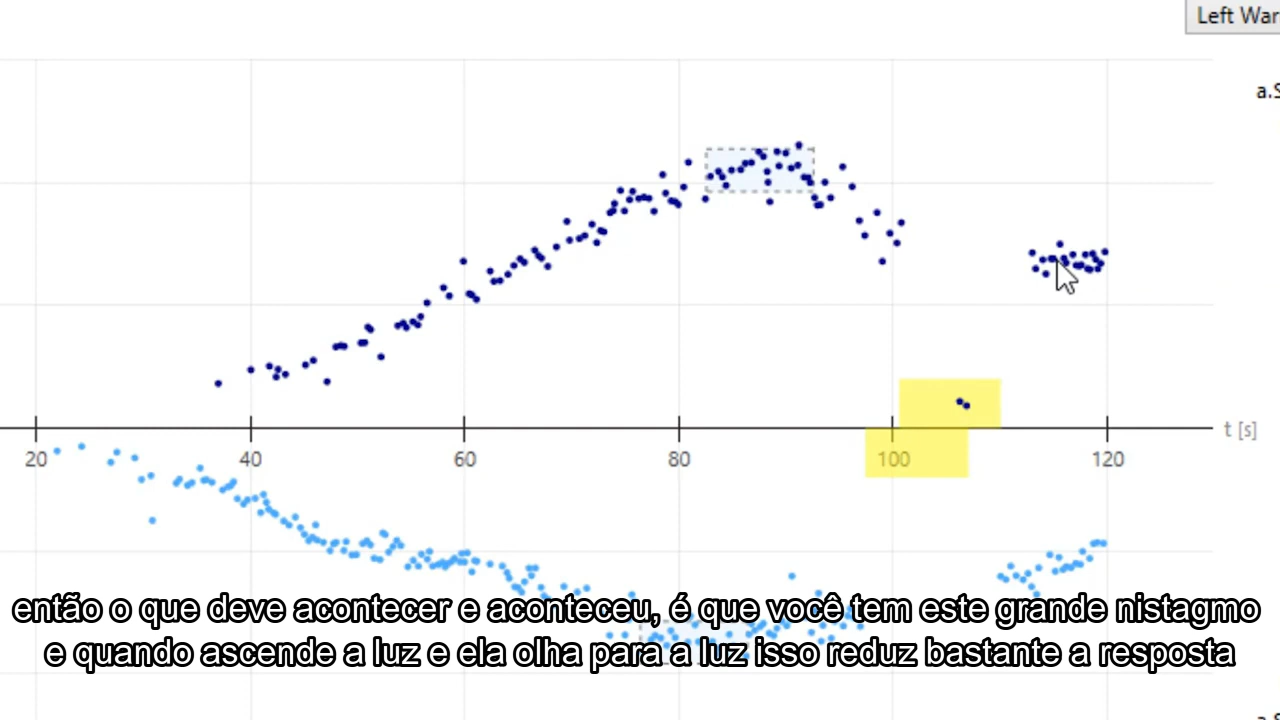 Left War
a.S
t [s]
20 40 60 80 100 120
então o que deve acontecer e aconteceu, é que você tem este grande nistagmo
e quando ascende a luz e ela olha para a luz isso reduz bastante a resposta